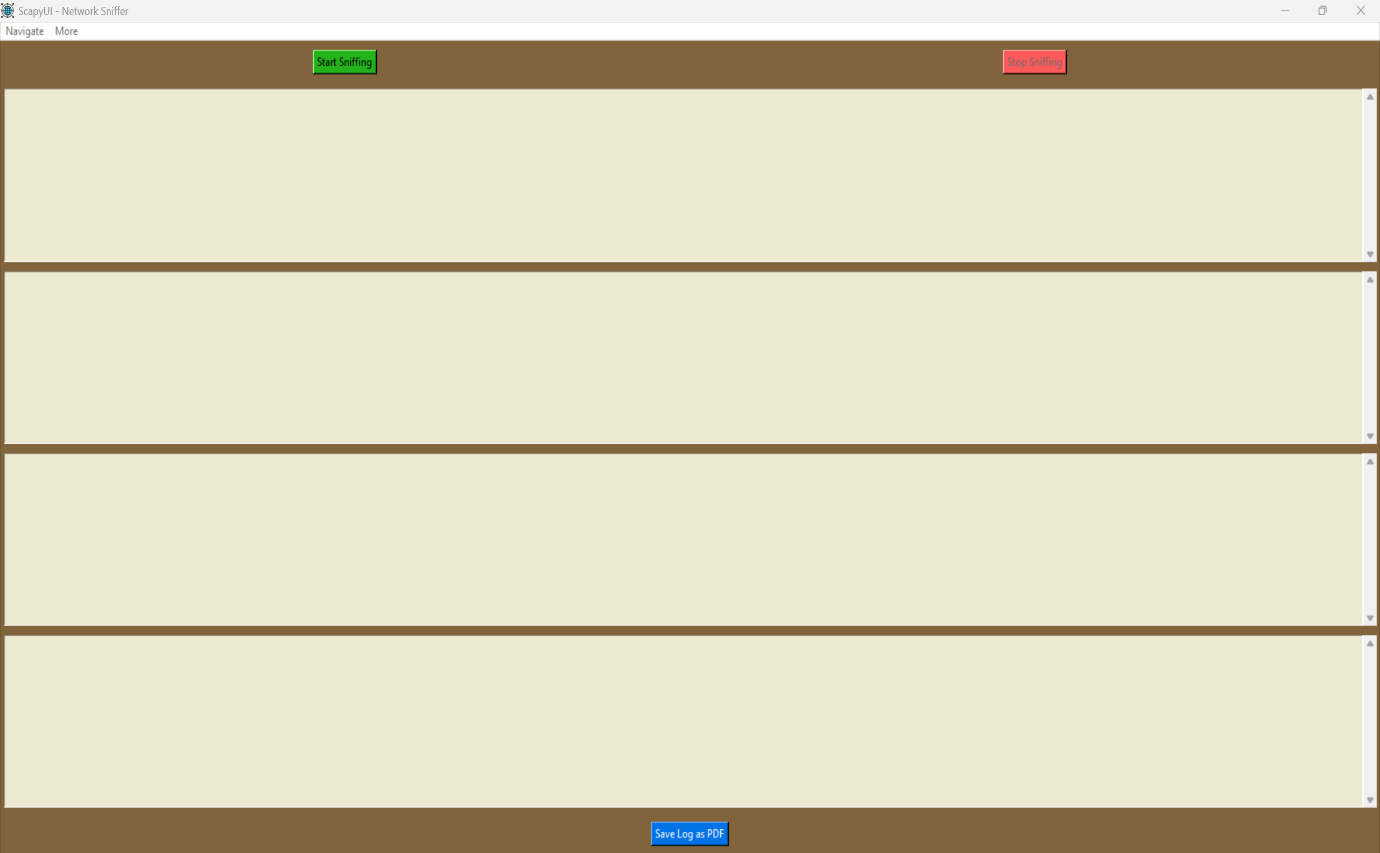 ScapyUI - Network Sniffer
Navigate More
Start Sniffing Stop Sniffing
Save Log as PDF